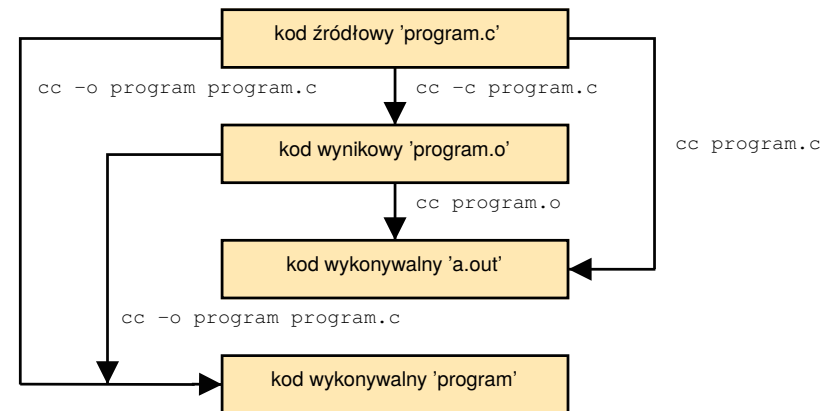 kod źródłowy ’program.c’
cc −o program program.c
cc −c program.c
cc program.c
kod wynikowy ’program.o’
cc program.o
kod wykonywalny ’a.out’
cc −o program program.c
kod wykonywalny ’program’